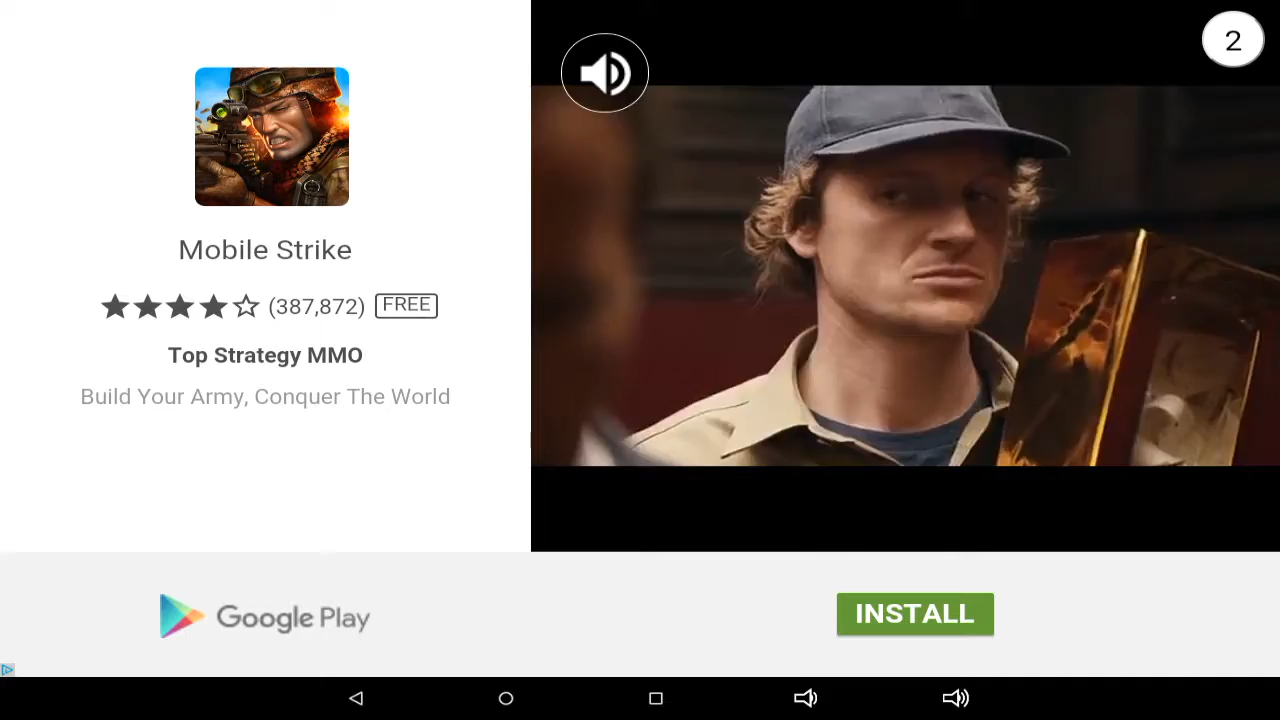 2
Mobile Strike
(387,872) FREE
Top Strategy MMO
Build Your Army, Conquer The World
Google Play
INSTALL